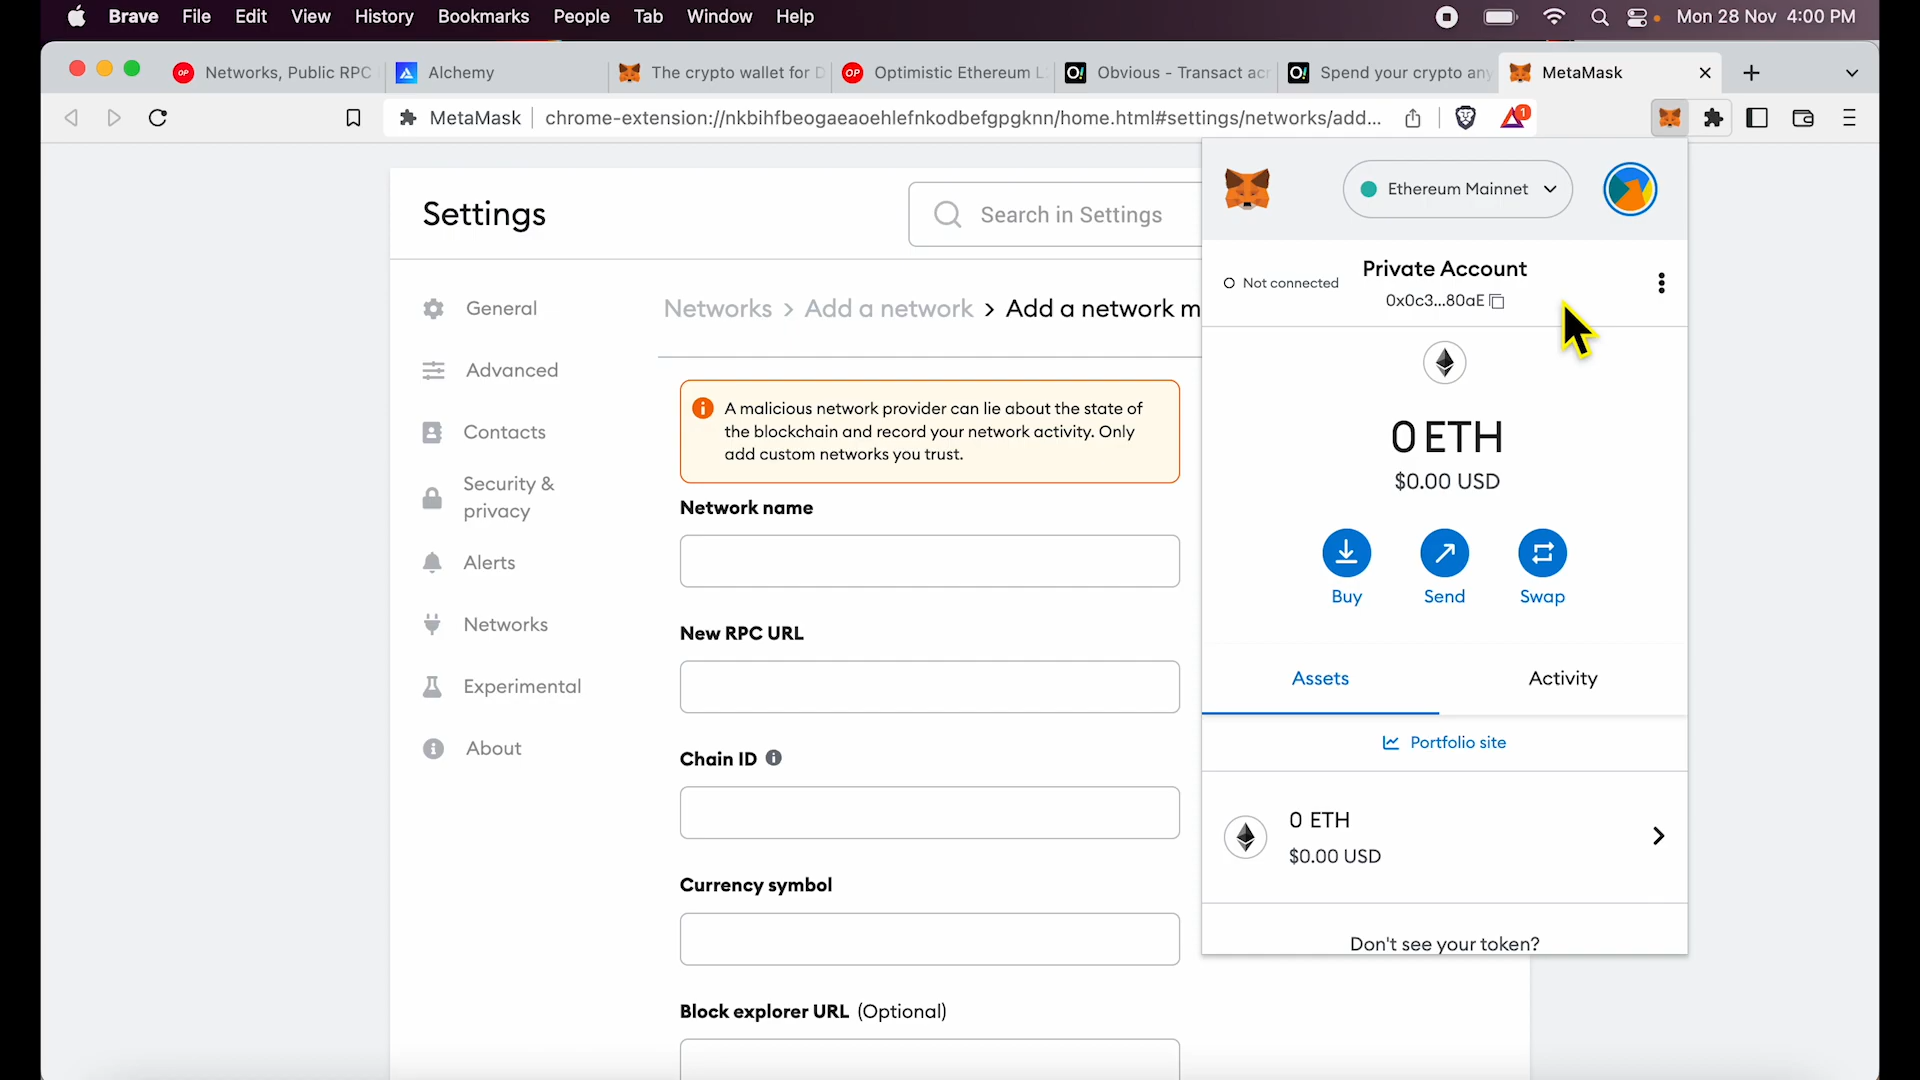 Brave File Edit View History Bookmarks People Tab Window Help Mon 28 Nov 4:00 PM
OP Networks, Public RPC Alchemy The crypto wallet for D OP Optimistic Ethereum L O! Obvious - Transact acr O! Spend your crypto any MetaMask
MetaMask chrome-extension://nkbihfbeogaeaoehlefnkodbefgpgknn/home.html#settings/networks/add... 1
Settings
Search in Settings
General
Advanced
Contacts
Security &
privacy
Alerts
Networks
Experimental
About
Networks > Add a network > Add a network m
A malicious network provider can lie about the state of
the blockchain and record your network activity. Only
add custom networks you trust.
Network name
New RPC URL
Chain ID
Currency symbol
Block explorer URL (Optional)
Ethereum Mainnet
Not connected
Private Account
0x0c3...80aE
0 ETH
$0.00 USD
Buy Send Swap
Assets Activity
Portfolio site
0 ETH
$0.00 USD
Don't see your token?